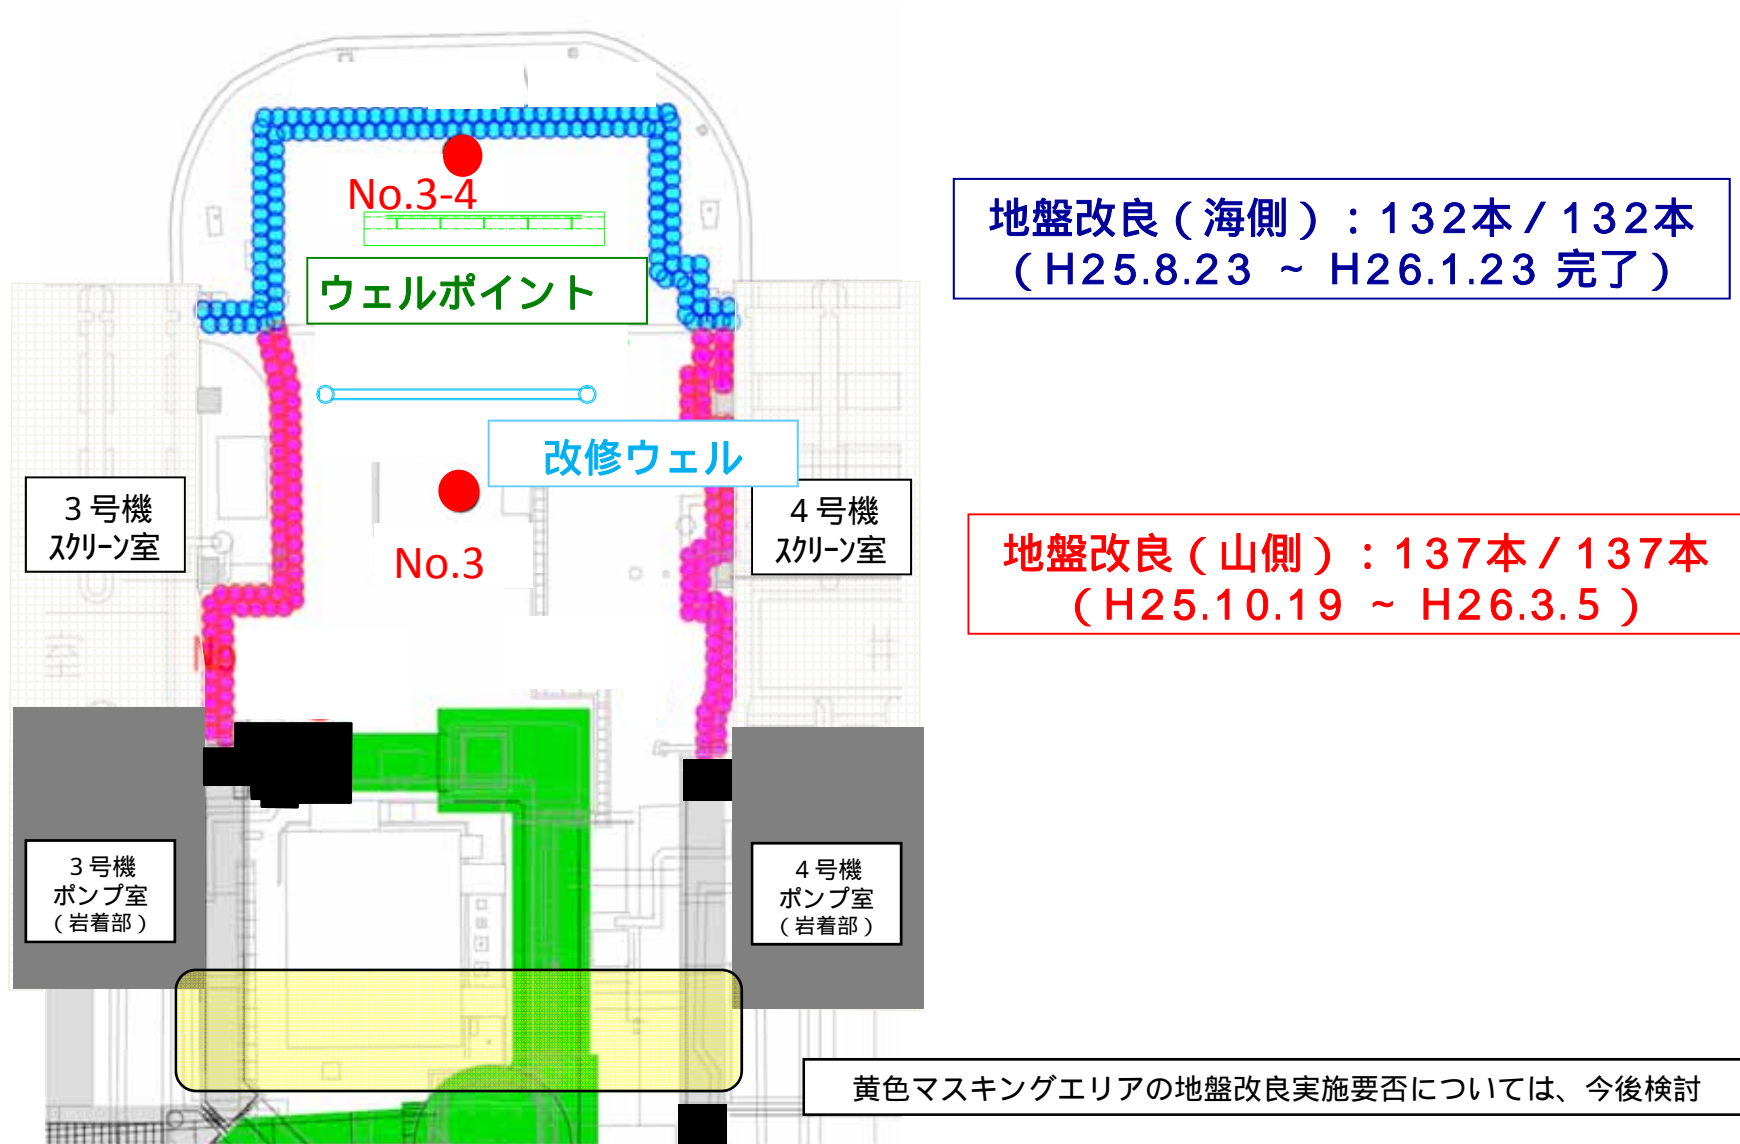 No.3-4
ウェルポイント
地盤改良（海側）：132本／132本
（H25.8.23 ～ H26.1.23 完了）
改修ウェル
3号機
スクリーン室
No.3
4号機
スクリーン室
地盤改良（山側）：137本／137本
（H25.10.19 ～ H26.3.5 ）
3号機
ポンプ室
（岩着部）
4号機
ポンプ室
（岩着部）
黄色マスキングエリアの地盤改良実施要否については、今後検討